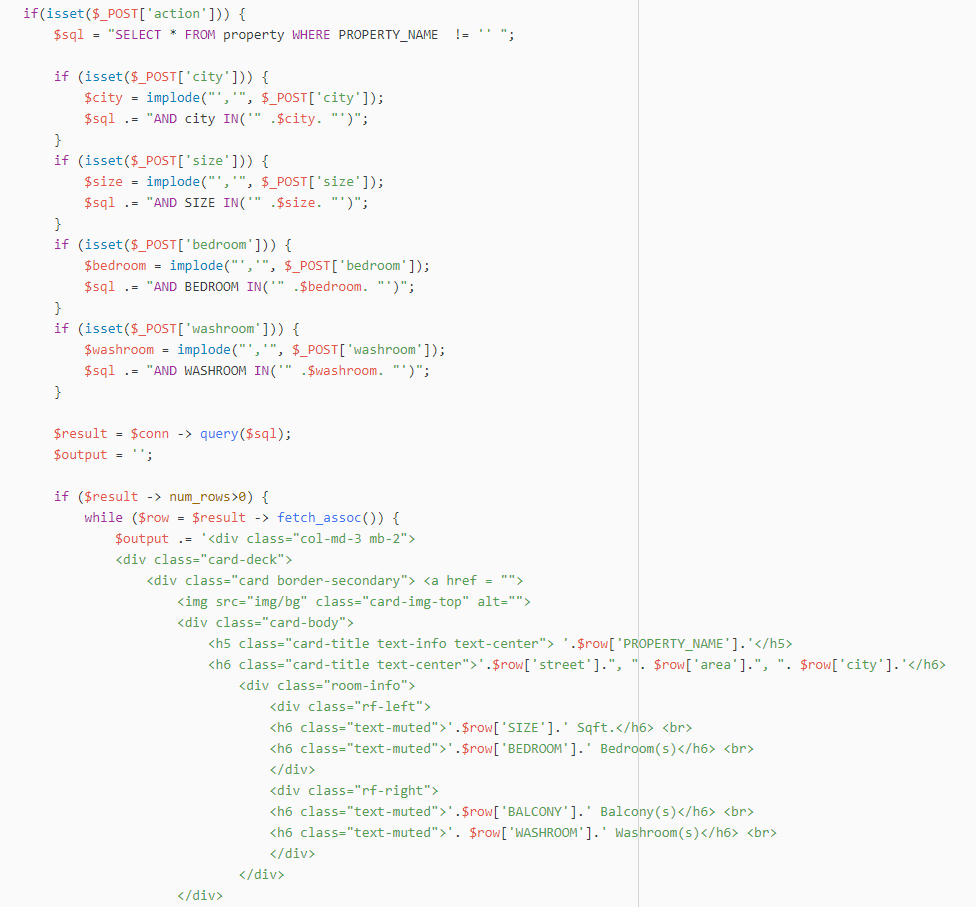 if(isset($_POST['action'])) {
    $sql = "SELECT * FROM property WHERE PROPERTY_NAME  != '' ";

    if (isset($_POST['city'])) {
        $city = implode("','", $_POST['city']);
        $sql .= "AND city IN('" .$city. "')";
    }
    if (isset($_POST['size'])) {
        $size = implode("','", $_POST['size']);
        $sql .= "AND SIZE IN('" .$size. "')";
    }
    if (isset($_POST['bedroom'])) {
        $bedroom = implode("','", $_POST['bedroom']);
        $sql .= "AND BEDROOM IN('" .$bedroom. "')";
    }
    if (isset($_POST['washroom'])) {
        $washroom = implode("','", $_POST['washroom']);
        $sql .= "AND WASHROOM IN('" .$washroom. "')";
    }

    $result = $conn -> query($sql);
    $output = '';

    if ($result -> num_rows>0) {
        while ($row = $result -> fetch_assoc()) {
            $output .= '<div class="col-md-3 mb-2">
            <div class="card-deck">
                <div class="card border-secondary"> <a href = "">
                    <img src="img/bg" class="card-img-top" alt="">
                    <div class="card-body">
                        <h5 class="card-title text-info text-center"> '.$row['PROPERTY_NAME'].'</h5>
                        <h6 class="card-title text-center">'.$row['street'].", ". $row['area'].", ". $row['city'].'</h6>
                            <div class="room-info">
                                <div class="rf-left">
                                <h6 class="text-muted">'.$row['SIZE'].' Sqft.</h6> <br>
                                <h6 class="text-muted">'.$row['BEDROOM'].' Bedroom(s)</h6> <br>
                                </div>
                                <div class="rf-right">
                                <h6 class="text-muted">'.$row['BALCONY'].' Balcony(s)</h6> <br>
                                <h6 class="text-muted">'. $row['WASHROOM'].' Washroom(s)</h6> <br>
                                </div>
                            </div>
                    </div>